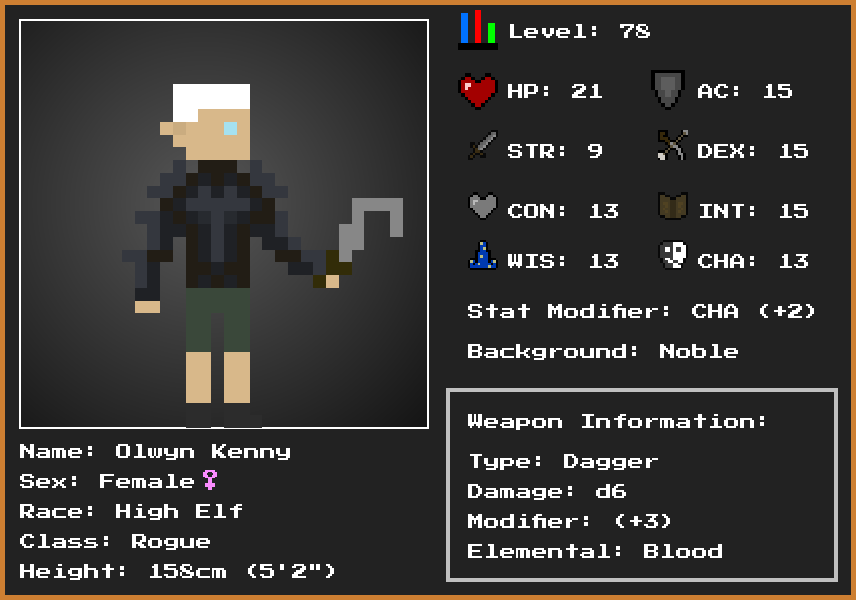 Level: 78
HP: 21 AC: 15
STR: 9 DEX: 15
CON: 13 INT: 15
WIS: 13 CHA: 13
Stat Modifier: CHA (+2)
Background: Noble
Weapon Information:
Type: Dagger
Damage: d6
Modifier: (+3)
Elemental: Blood
Name: Olwyn Kenny
Sex: Female♀
Race: High Elf
Class: Rogue
Height: 158cm (5'2")